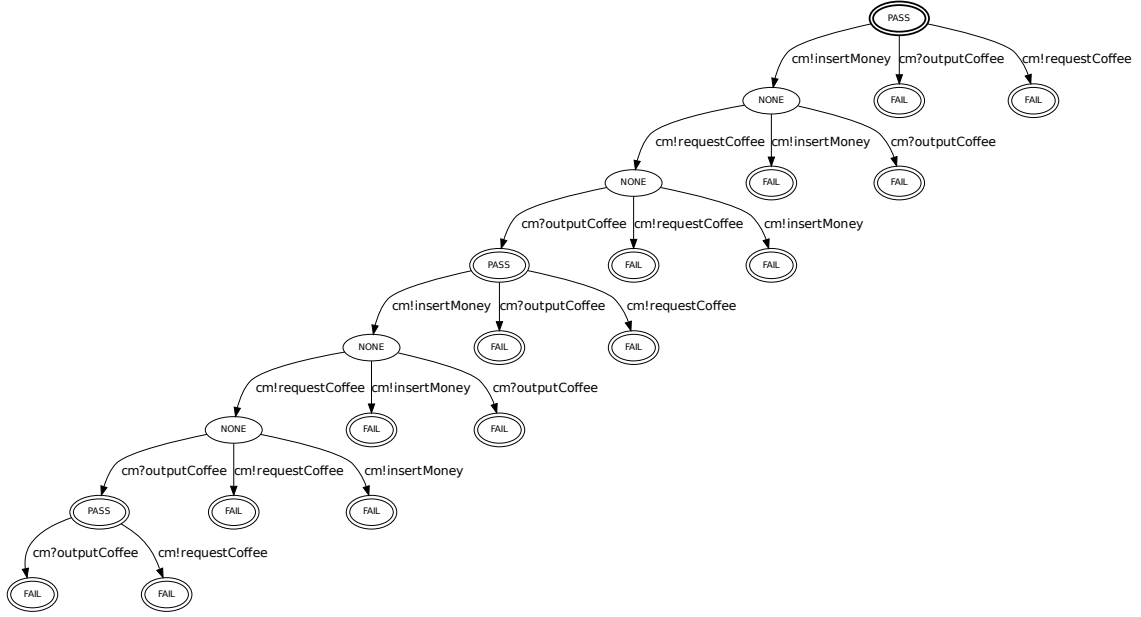 PASS
cm!insertMoney cm?outputCoffee cm!requestCoffee
NONE FAIL FAIL
cm!requestCoffee cm!insertMoney cm?outputCoffee
NONE FAIL FAIL
cm?outputCoffee cm!requestCoffee cm!insertMoney
PASS FAIL FAIL
cm!insertMoney cm?outputCoffee cm!requestCoffee
NONE FAIL FAIL
cm!requestCoffee cm!insertMoney cm?outputCoffee
NONE FAIL FAIL
cm?outputCoffee cm!requestCoffee cm!insertMoney
PASS FAIL FAIL
cm?outputCoffee cm!requestCoffee
FAIL FAIL